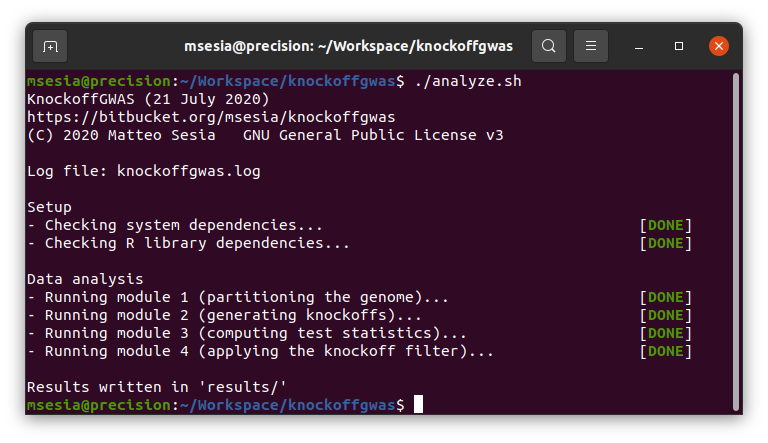 msesia@precision: ~/Workspace/knockoffgwas
msesia@precision:~/Workspace/knockoffgwas$ ./analyze.sh
KnockoffGWAS (21 July 2020)
https://bitbucket.org/msesia/knockoffgwas
(C) 2020 Matteo Sesia   GNU General Public License v3
Log file: knockoffgwas.log
Setup
- Checking system dependencies... [DONE]
- Checking R library dependencies... [DONE]
Data analysis
- Running module 1 (partitioning the genome)... [DONE]
- Running module 2 (generating knockoffs)... [DONE]
- Running module 3 (computing test statistics)... [DONE]
- Running module 4 (applying the knockoff filter)... [DONE]
Results written in 'results/'
msesia@precision:~/Workspace/knockoffgwas$